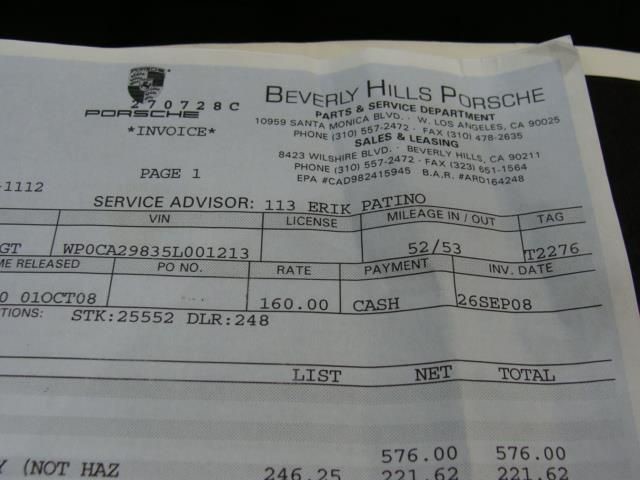 270728C
PORSCHE
*INVOICE*
PAGE 1
BEVERLY HILLS PORSCHE
PARTS & SERVICE DEPARTMENT
10959 SANTA MONICA BLVD. · W. LOS ANGELES, CA 90025
PHONE (310) 557-2472 · FAX (310) 478-2635
SALES & LEASING
8423 WILSHIRE BLVD. · BEVERLY HILLS, CA 90211
PHONE (310) 557-2472 · FAX (323) 651-1564
EPA #CAD982415945 B.A.R. #ARD164248
-1112
SERVICE ADVISOR: 113 ERIK PATINO
VIN LICENSE MILEAGE IN / OUT TAG
GT WP0CA29835L001213 52/53 T2276
ME RELEASED PO NO. RATE PAYMENT INV. DATE
0 01OCT08 160.00 CASH 26SEP08
TIONS: STK:25552 DLR:248
LIST NET TOTAL
576.00 576.00
Y (NOT HAZ 246.25 221.62 221.62